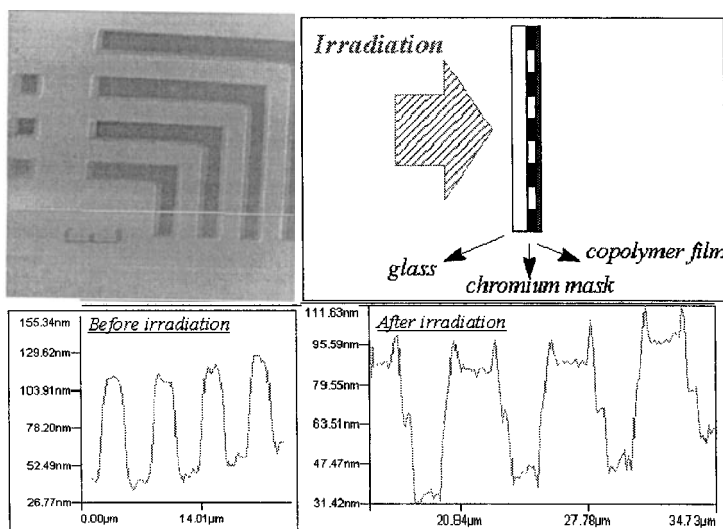 Irradiation
glass
copolymer film
chromium mask
Before irradiation
155.34nm
129.62nm
103.91nm
78.20nm
52.49nm
26.77nm
0.00µm
14.01µm
After irradiation
111.63nm
95.59nm
79.55nm
63.51nm
47.47nm
31.42nm
20.94µm
27.78µm
34.73µm